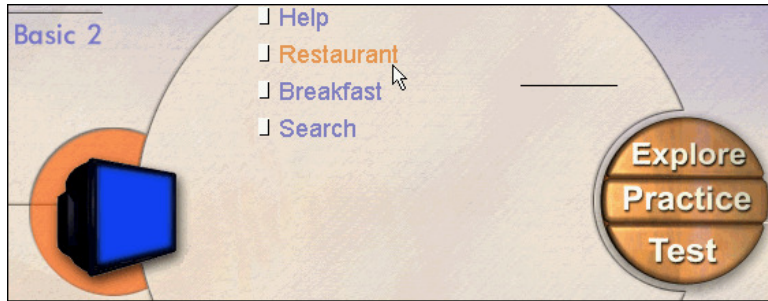 Help
Basic 2
Restaurant
Breakfast
Search
Explore
Practice
Test